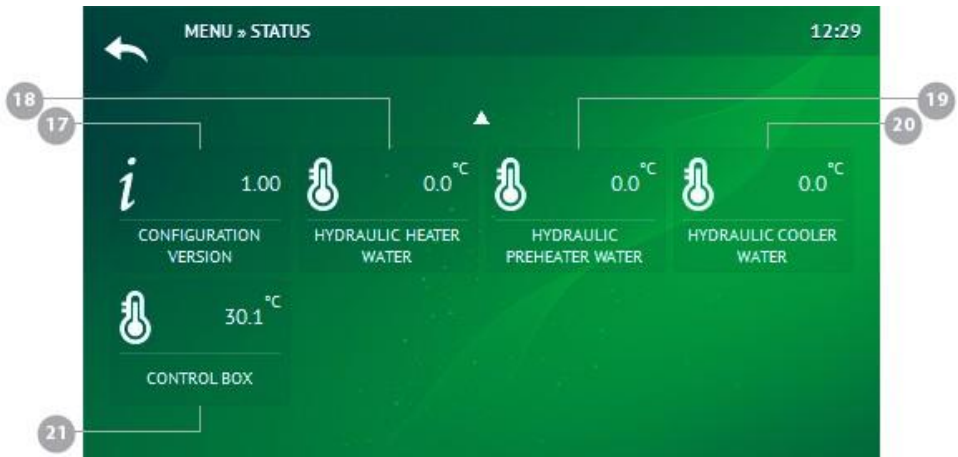 MENU » STATUS
12:29
18
17
19
20
i
1.00
0.0°C
0.0°C
0.0°C
CONFIGURATION
VERSION
HYDRAULIC HEATER
WATER
HYDRAULIC
PREHEATER WATER
HYDRAULIC COOLER
WATER
30.1°C
CONTROL BOX
21